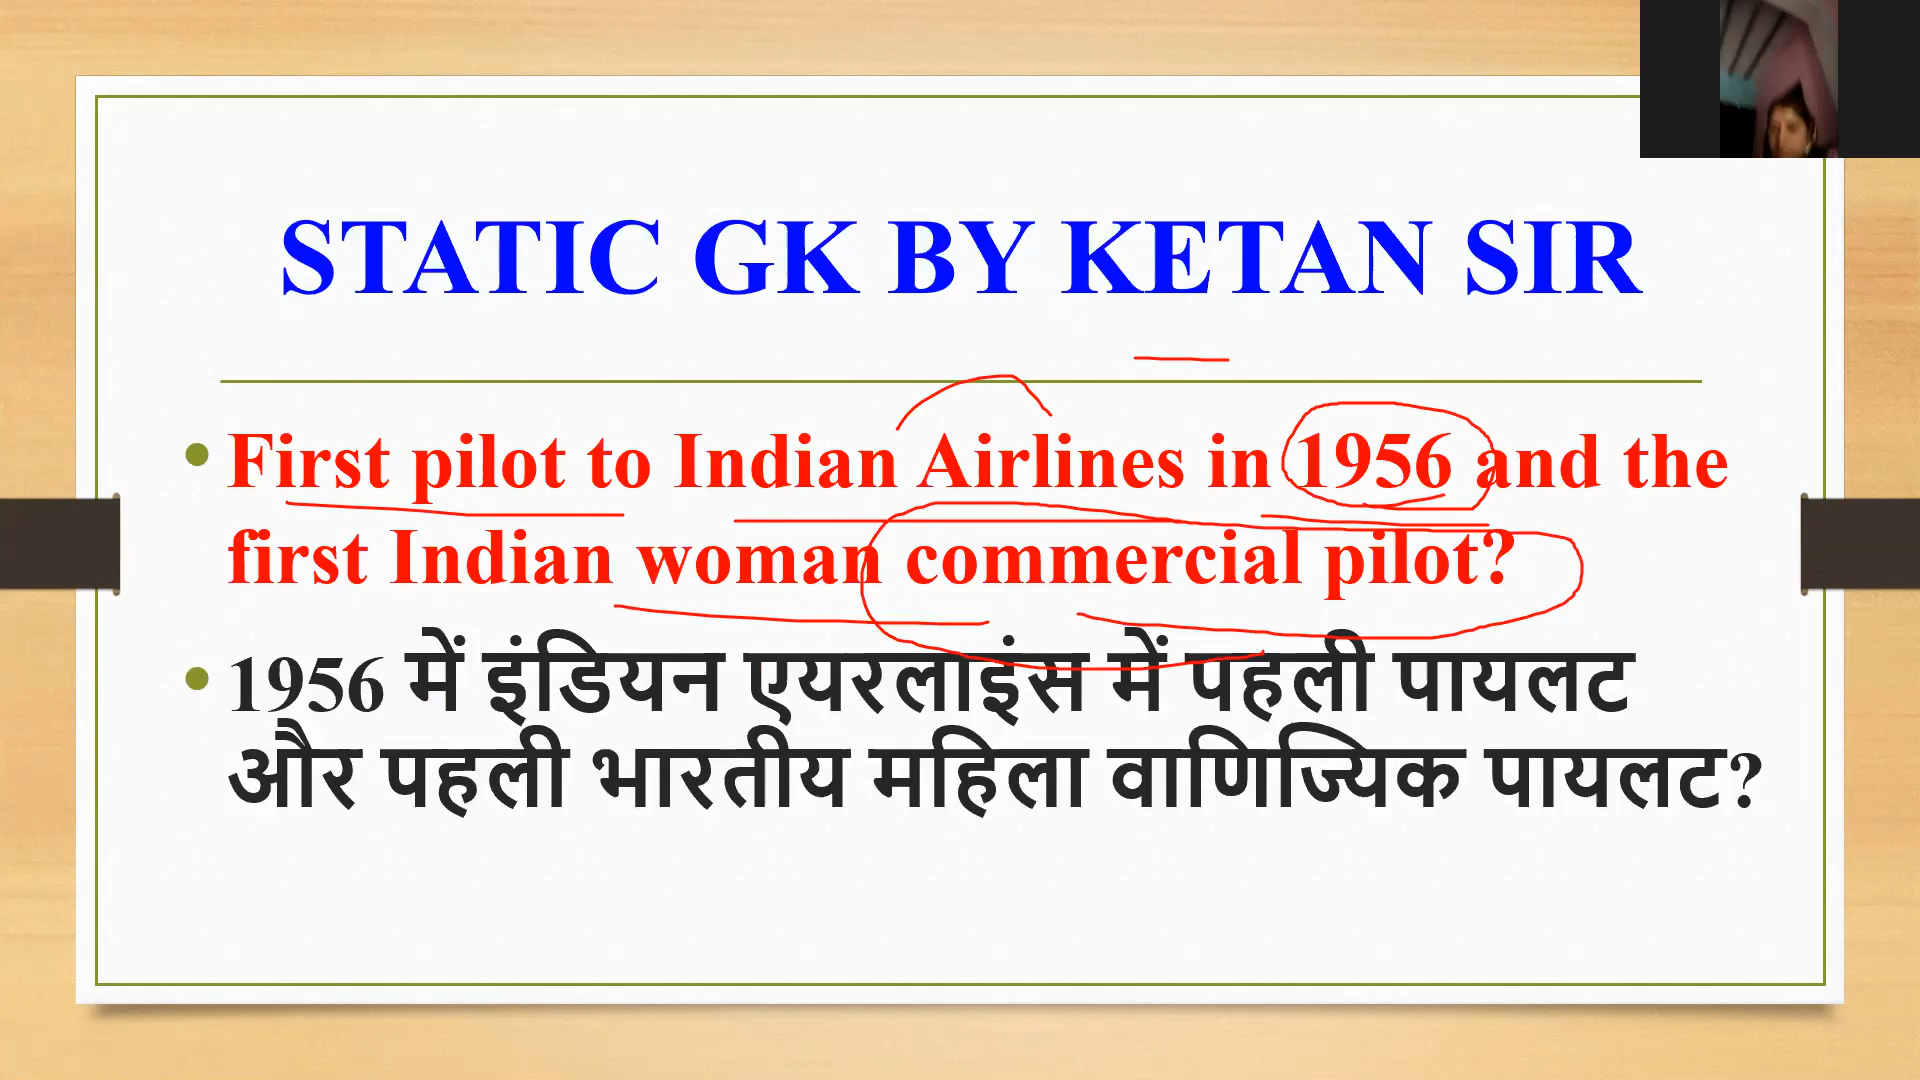 STATIC GK BY KETAN SIR
First pilot to Indian Airlines in 1956 and the
first Indian woman commercial pilot?
1956 में इंडियन एयरलाइंस में पहली पायलट
और पहली भारतीय महिला वाणिज्यिक पायलट?